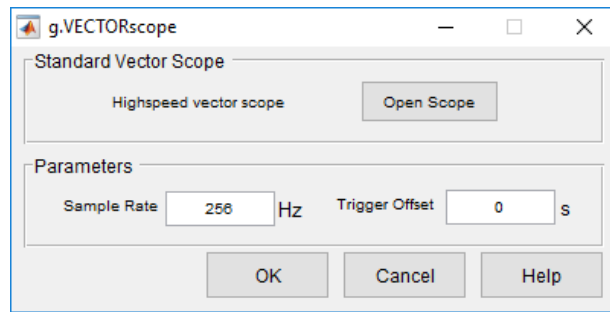 g.VECTORscope
Standard Vector Scope
Highspeed vector scope Open Scope
Parameters
Sample Rate 256 Hz Trigger Offset 0 s
OK Cancel Help